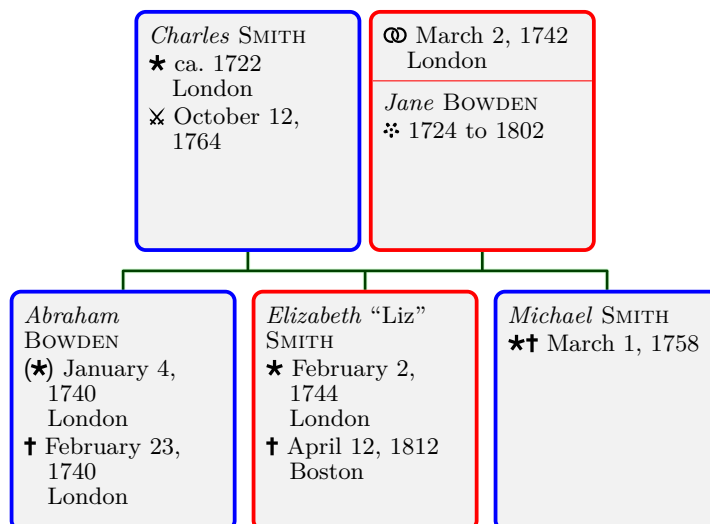 Charles SMITH
* ca. 1722
London
⚔ October 12,
1764
⚭ March 2, 1742
London
Jane BOWDEN
1724 to 1802
Abraham
BOWDEN
(*) January 4,
1740
London
† February 23,
1740
London
Elizabeth “Liz”
SMITH
* February 2,
1744
London
† April 12, 1812
Boston
Michael SMITH
*† March 1, 1758